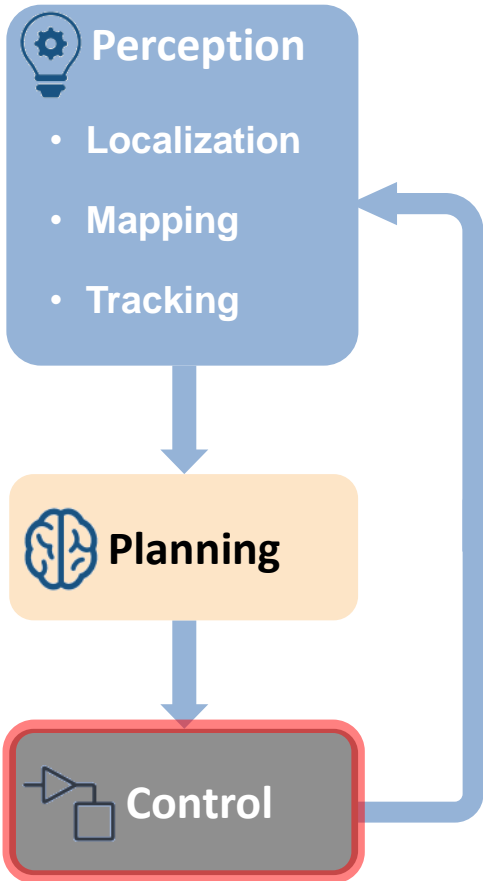 Perception
• Localization
• Mapping
• Tracking
Planning
Control